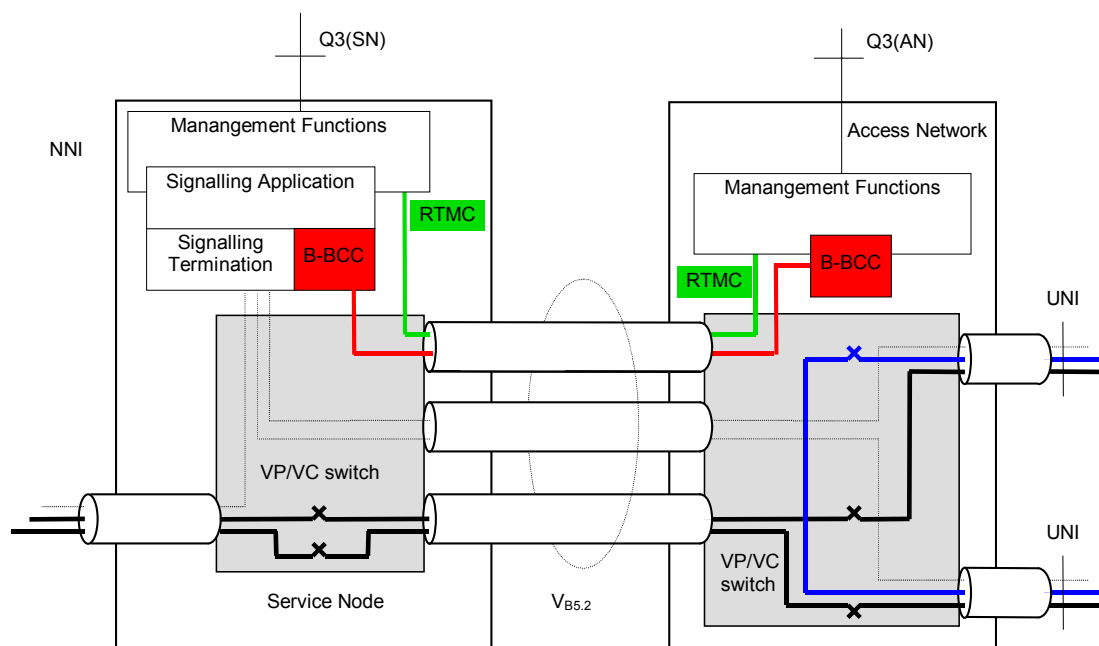 Q3(SN)
Q3(AN)
NNI
Manangement Functions
Access Network
Signalling Application
Manangement Functions
RTMC
Signalling
Termination
B-BCC
B-BCC
RTMC
UNI
VP/VC switch
VP/VC
switch
UNI
Service Node
VB5.2